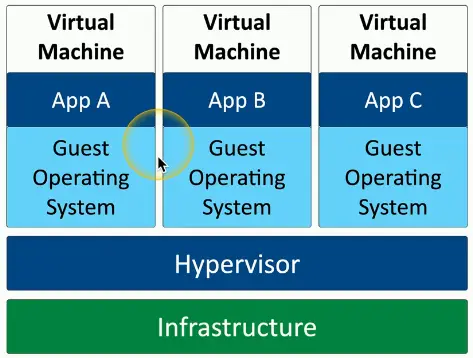 Virtual
Machine
Virtual
Machine
Virtual
Machine
App A
App B
App C
Guest
Operating
System
Guest
Operating
System
Guest
Operating
System
Hypervisor
Infrastructure